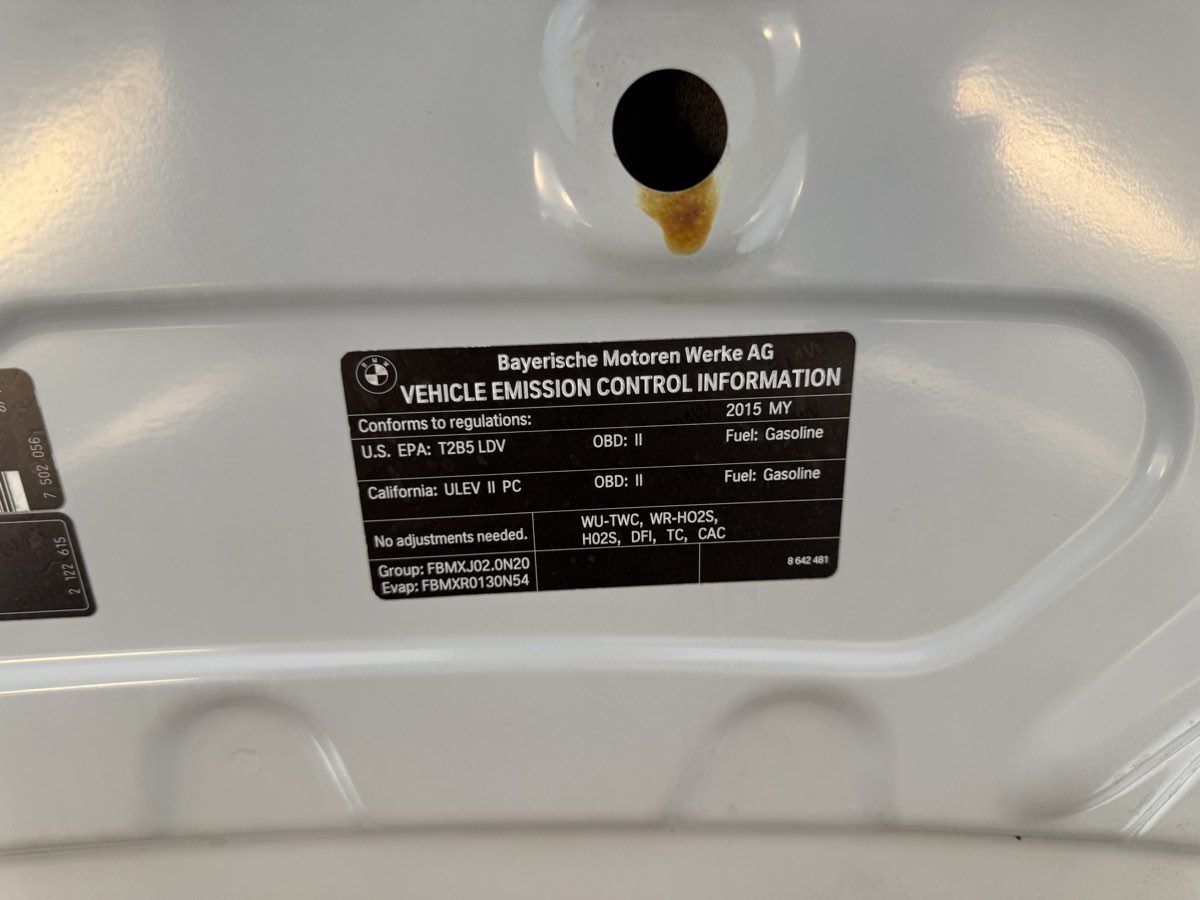 BMW
Bayerische Motoren Werke AG
VEHICLE EMISSION CONTROL INFORMATION
Conforms to regulations: 2015 MY
U.S. EPA: T2B5 LDV OBD: II Fuel: Gasoline
California: ULEV II PC OBD: II Fuel: Gasoline
No adjustments needed.
WU-TWC, WR-HO2S,
HO2S, DFI, TC, CAC
Group: FBMXJ02.0N20
Evap: FBMXR0130N54
8 642 481
7 502 056
2 122 615